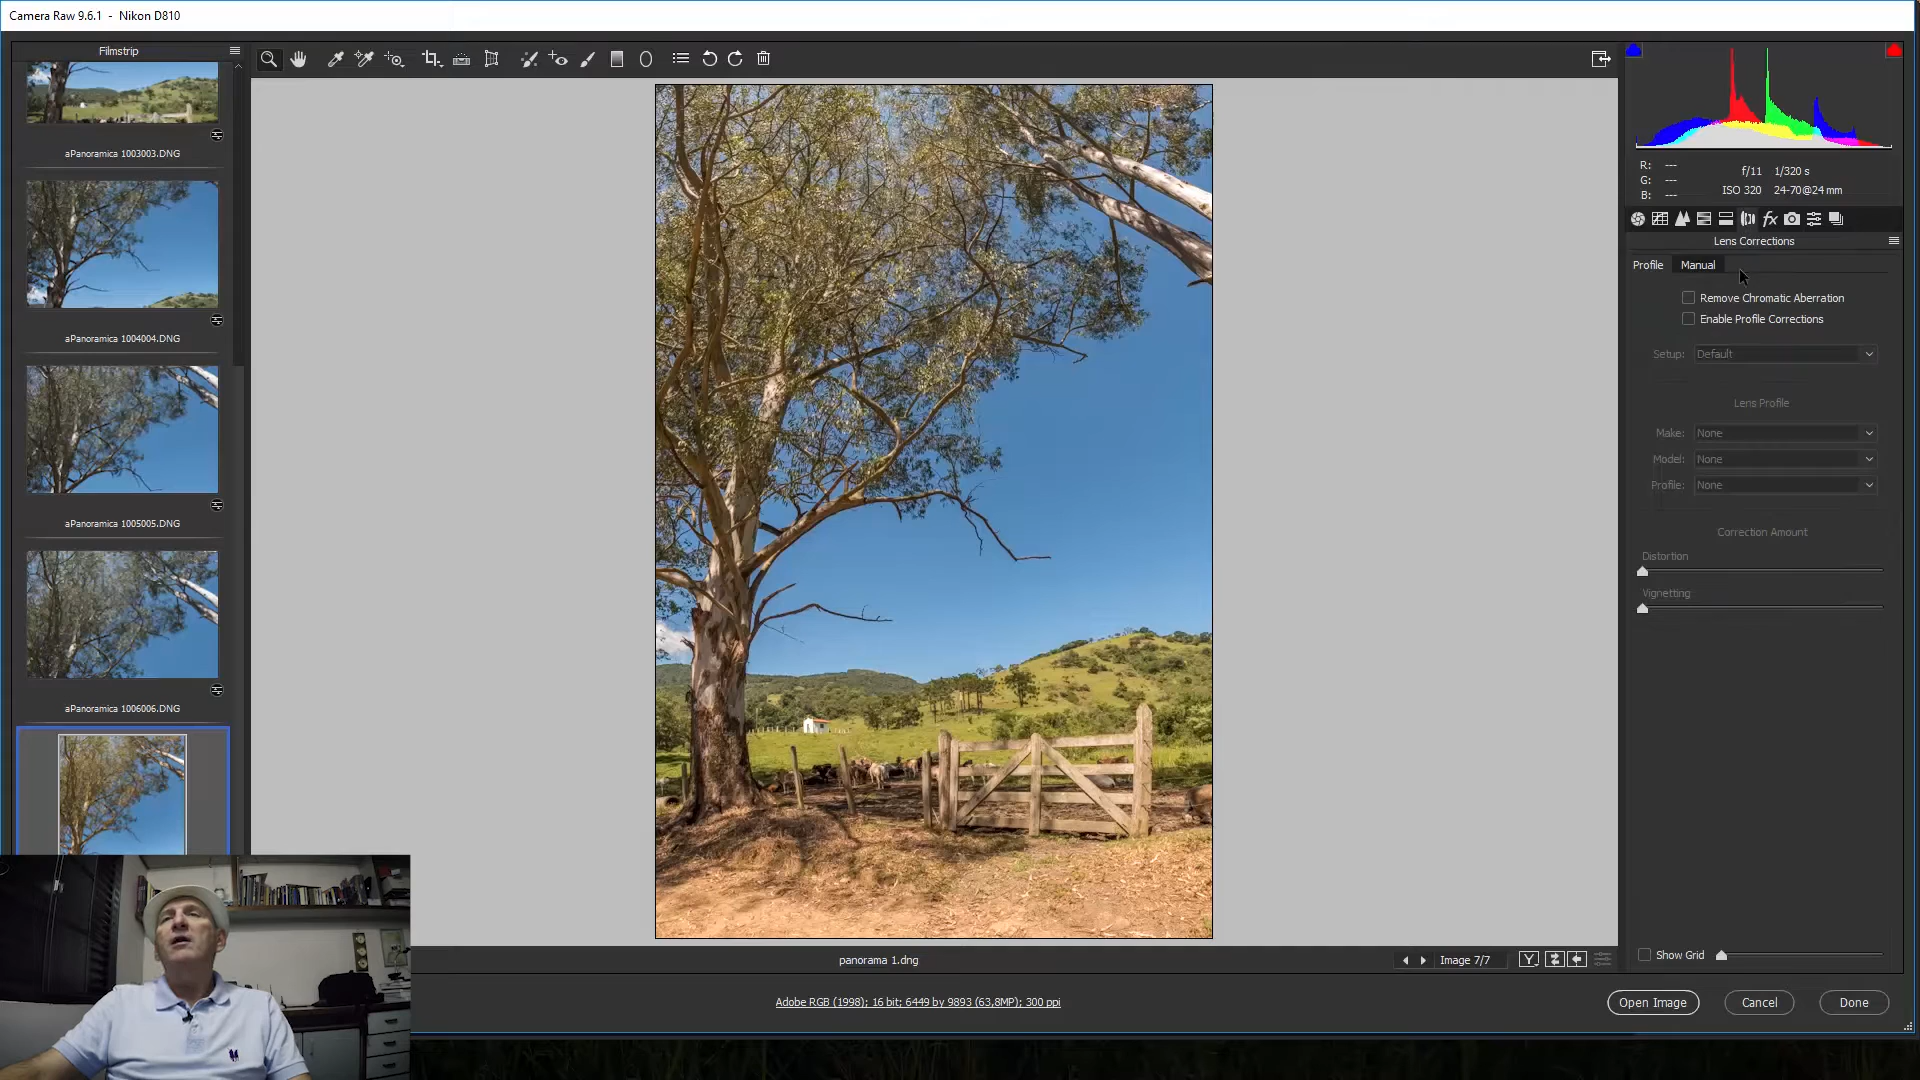 Camera Raw 9.6.1 - Nikon D810
Filmstrip
aPanoramica 1003003.DNG
aPanoramica 1004004.DNG
aPanoramica 1005005.DNG
aPanoramica 1006006.DNG
R: ---
G: ---
B: ---
f/11 1/320 s
ISO 320 24-70@24 mm
fx
Lens Corrections
Profile Manual
Remove Chromatic Aberration
Enable Profile Corrections
Setup: Default
Lens Profile
Make: None
Model: None
Profile: None
Correction Amount
Distortion
Vignetting
Show Grid
panorama 1.dng
Image 7/7
Y
Adobe RGB (1998); 16 bit; 6449 by 9893 (63,8MP); 300 ppi
Open Image Cancel Done